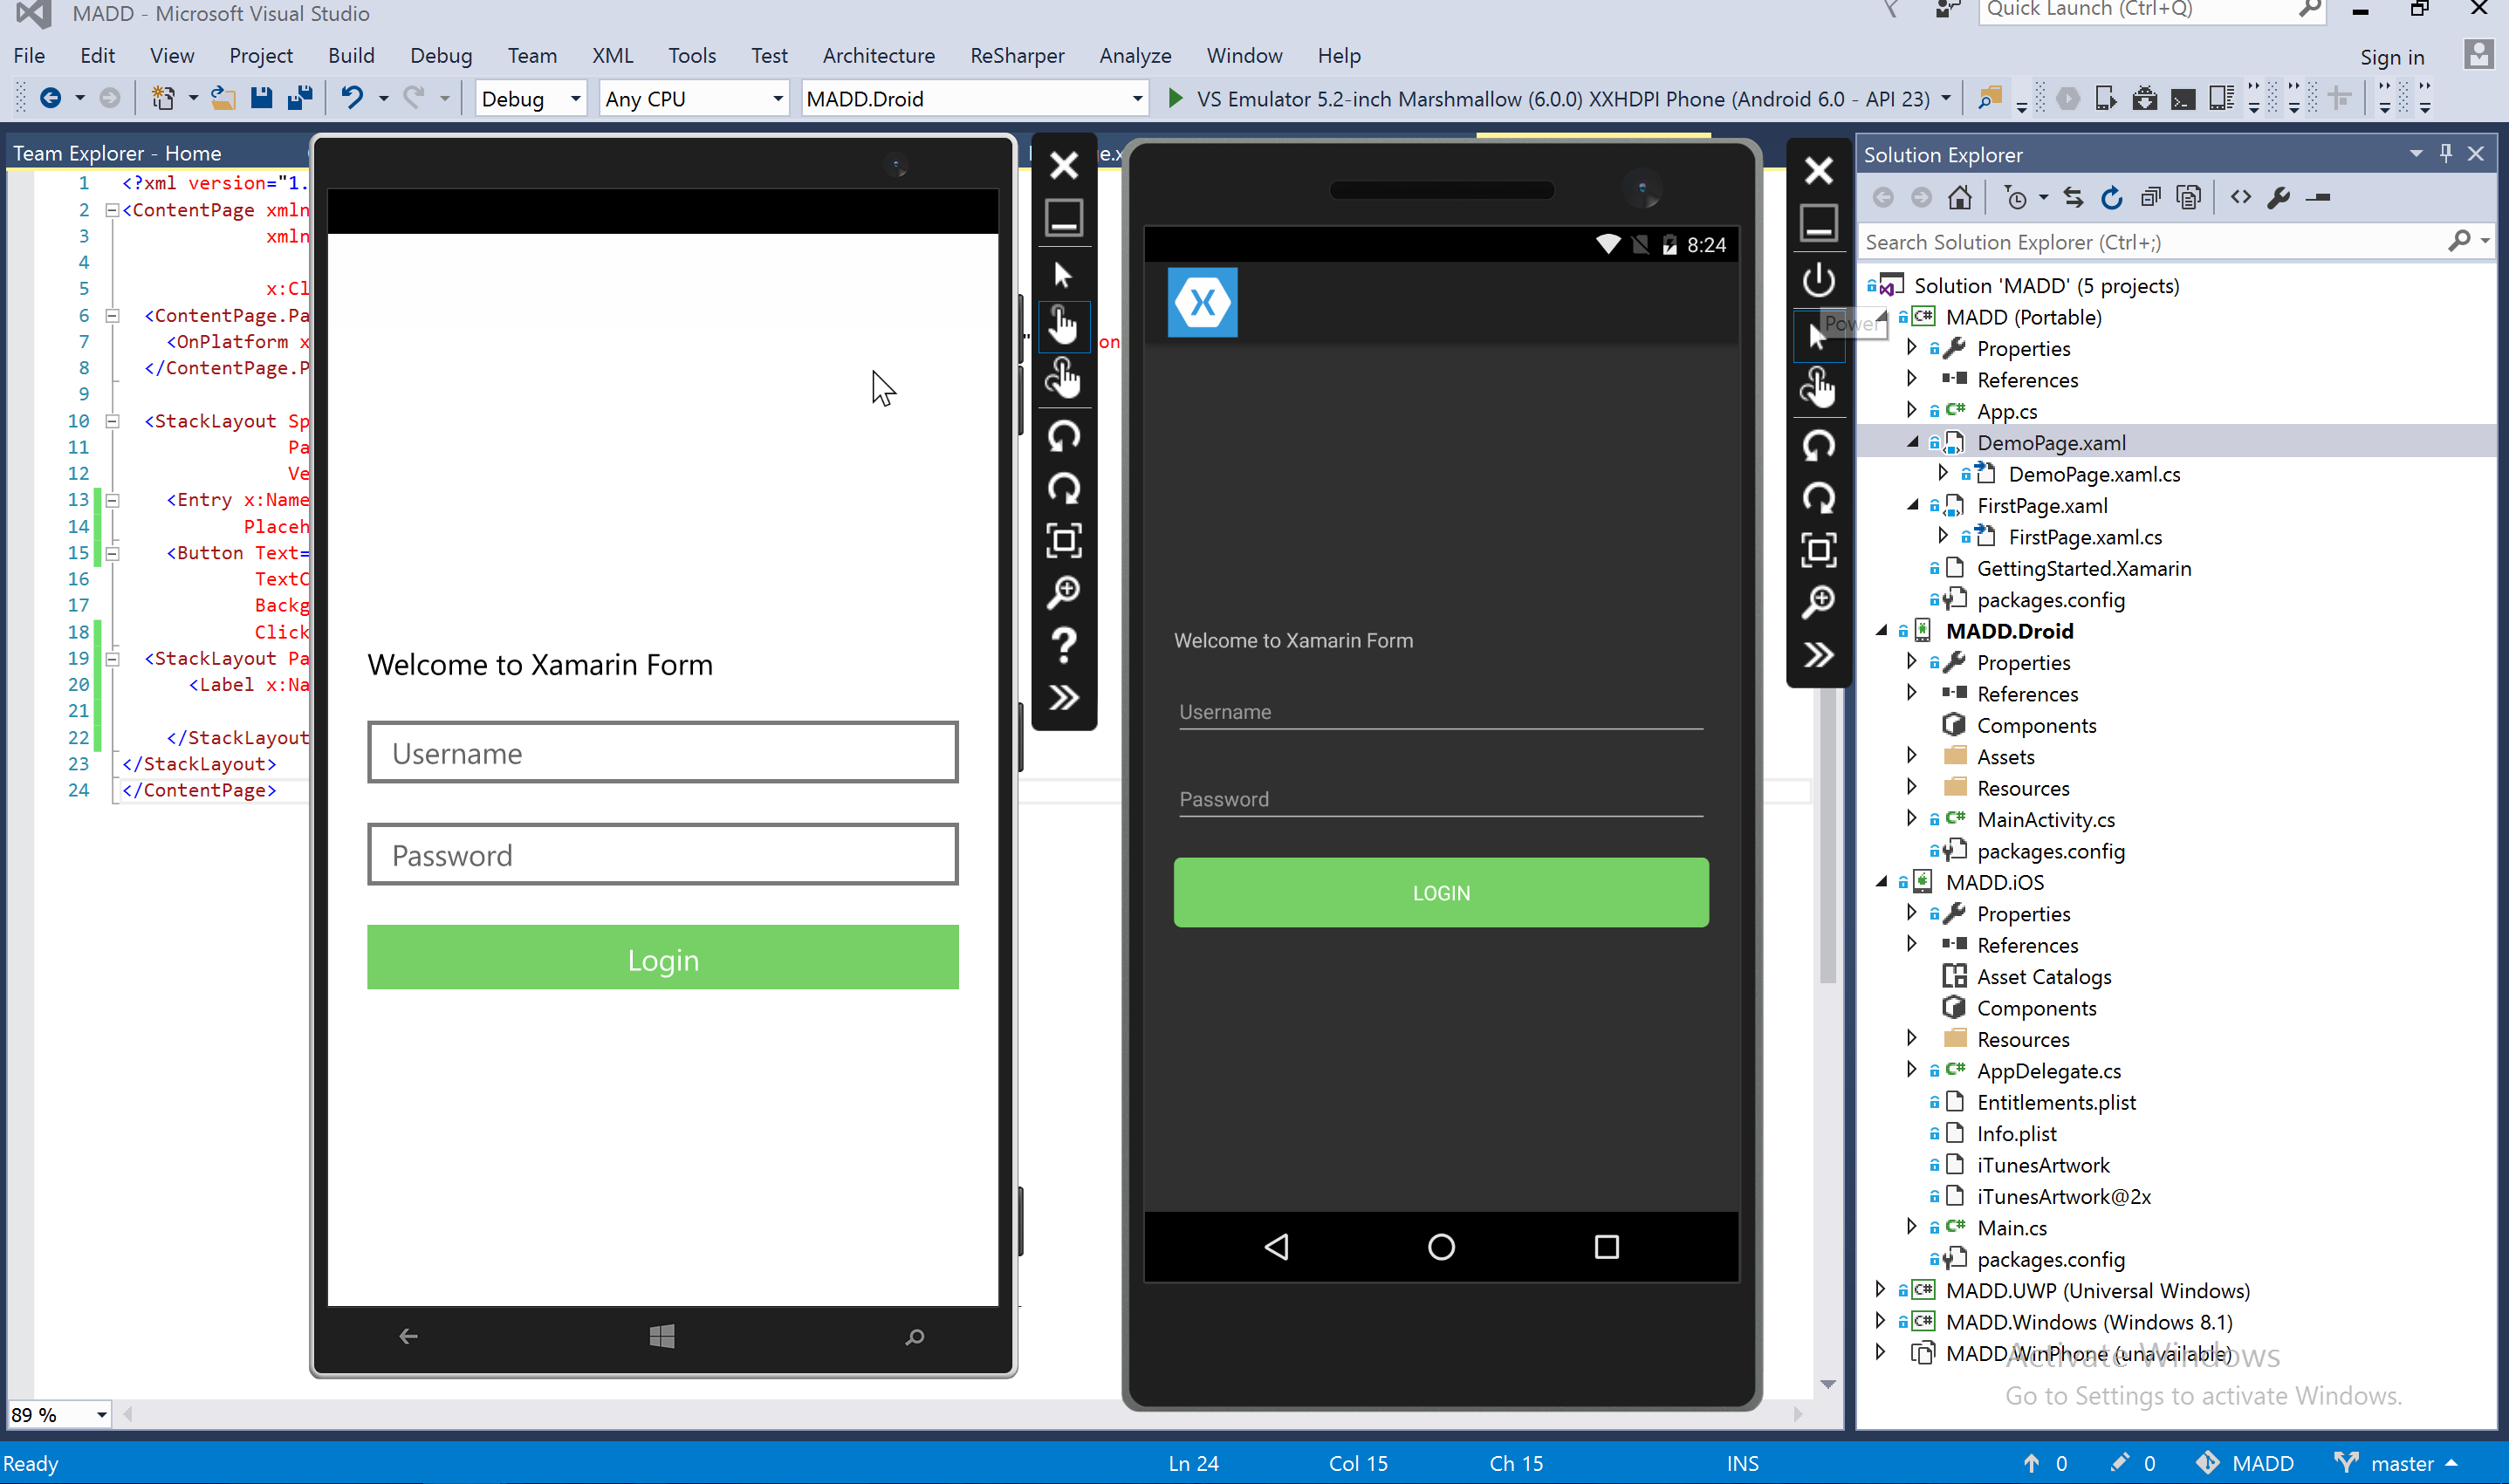 MADD - Microsoft Visual Studio
Quick Launch (Ctrl+Q)
File Edit View Project Build Debug Team XML Tools Test Architecture ReSharper Analyze Window Help
Sign in
Debug Any CPU MADD.Droid VS Emulator 5.2-inch Marshmallow (6.0.0) XXHDPI Phone (Android 6.0 - API 23)
Team Explorer - Home
e.x
1 <?xml version="1.
2 <ContentPage xmln
3 xmln
4
5 x:Cl
6 <ContentPage.Pa
7 <OnPlatform x
" on
8 </ContentPage.P
9
10 <StackLayout Sp
11 Pa
12 Ve
13 <Entry x:Name
14 Placeh
15 <Button Text=
16 TextC
17 Backg
18 Click
19 <StackLayout Pa
20 <Label x:Na
21
22 </StackLayout
23 </StackLayout>
24 </ContentPage>
89 %
Welcome to Xamarin Form
Username
Password
Login
8:24
Welcome to Xamarin Form
Username
Password
LOGIN
Power
Solution Explorer
Search Solution Explorer (Ctrl+;)
Solution 'MADD' (5 projects)
C# MADD (Portable)
Properties
References
C# App.cs
DemoPage.xaml
DemoPage.xaml.cs
FirstPage.xaml
FirstPage.xaml.cs
GettingStarted.Xamarin
packages.config
MADD.Droid
Properties
References
Components
Assets
Resources
C# MainActivity.cs
packages.config
MADD.iOS
Properties
References
Asset Catalogs
Components
Resources
C# AppDelegate.cs
Entitlements.plist
Info.plist
iTunesArtwork
iTunesArtwork@2x
C# Main.cs
packages.config
C# MADD.UWP (Universal Windows)
C# MADD.Windows (Windows 8.1)
MADD.WinPhone (unavailable)
Activate Windows
Go to Settings to activate Windows.
Ready Ln 24 Col 15 Ch 15 INS 0 0 MADD master